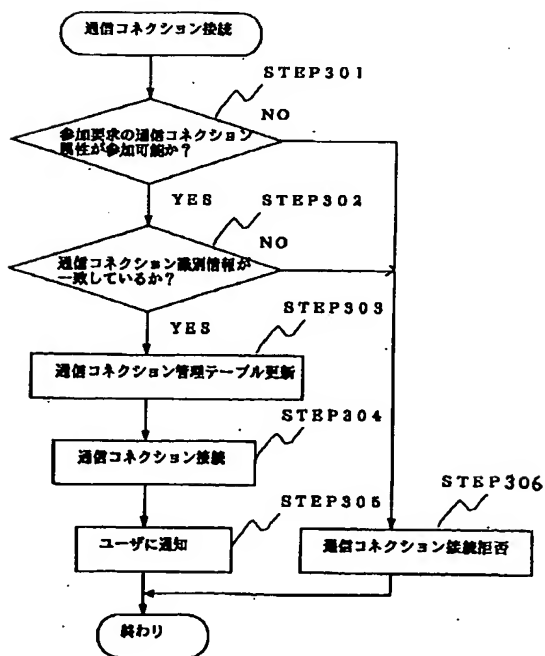 通信コネクション接続
STEP301
NO
参加要求の通信コネクション
属性が参加可能か?
YES
STEP302
NO
通信コネクション識別情報が
一致しているか?
YES
STEP303
通信コネクション管理テーブル更新
STEP304
通信コネクション接続
STEP305
ユーザに通知
STEP306
通信コネクション接続拒否
終わり